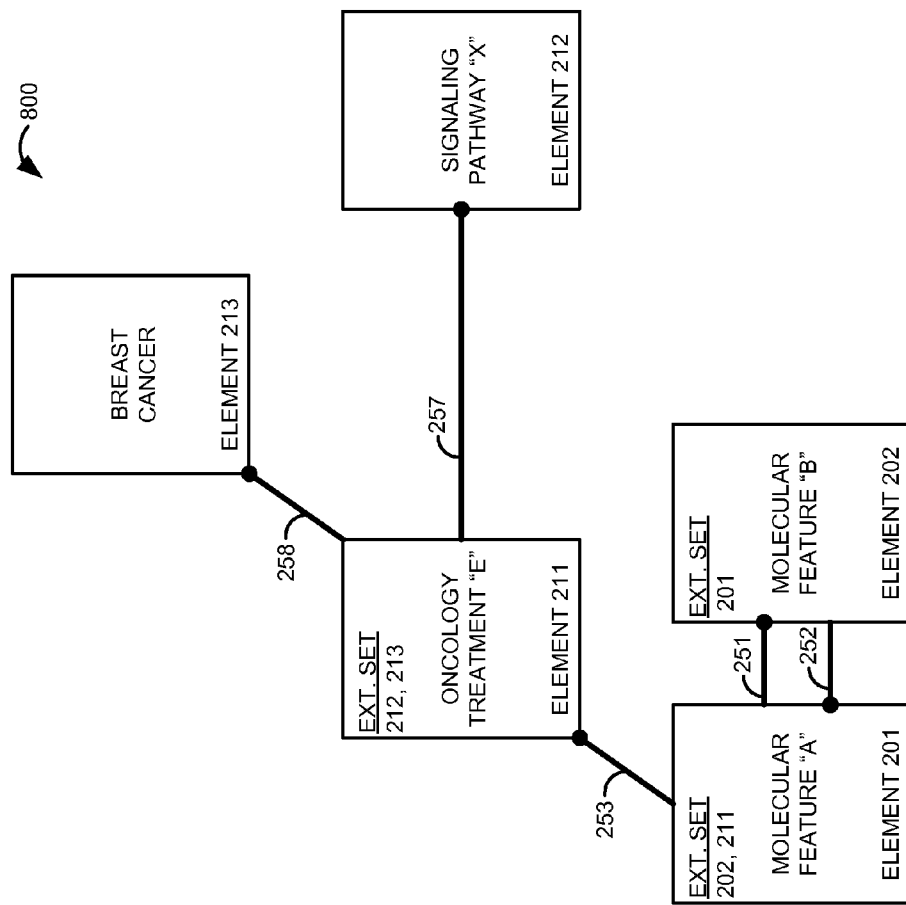 800
BREAST
CANCER
ELEMENT 213
SIGNALING
PATHWAY “X”
ELEMENT 212
258
257
EXT. SET
212, 213
ONCOLOGY
TREATMENT “E”
ELEMENT 211
253
EXT. SET
202, 211
MOLECULAR
FEATURE “A”
ELEMENT 201
251
252
EXT. SET
201
MOLECULAR
FEATURE “B”
ELEMENT 202